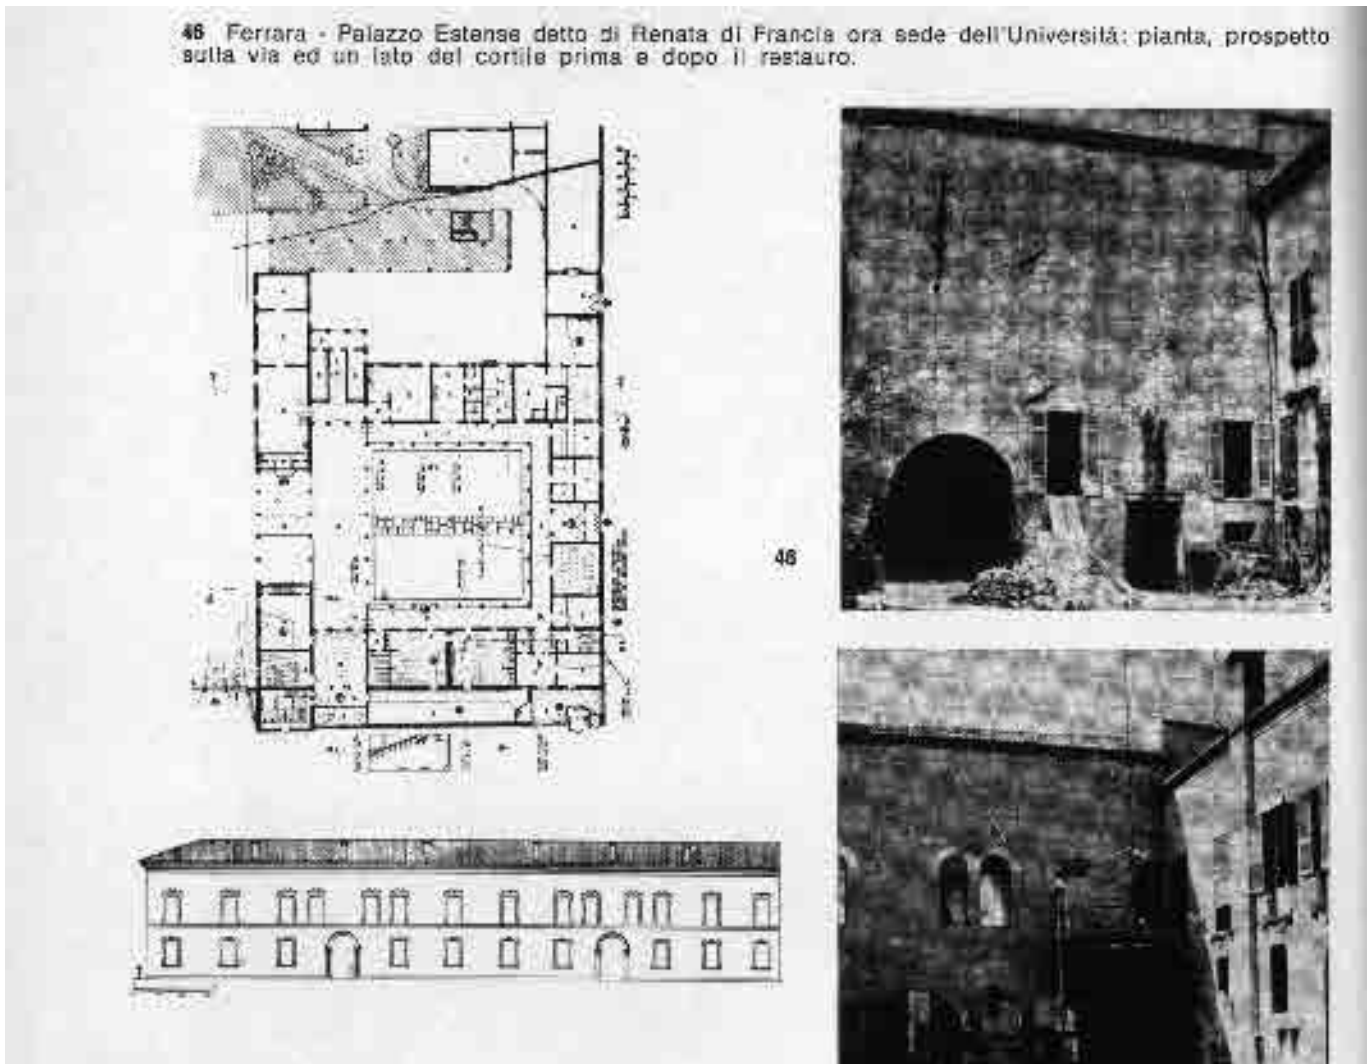 46 Ferrara - Palazzo Estense detto di Renata di Francia ora sede dell'Università: pianta, prospetto
sulla via ed un lato del cortile prima e dopo il restauro.
46